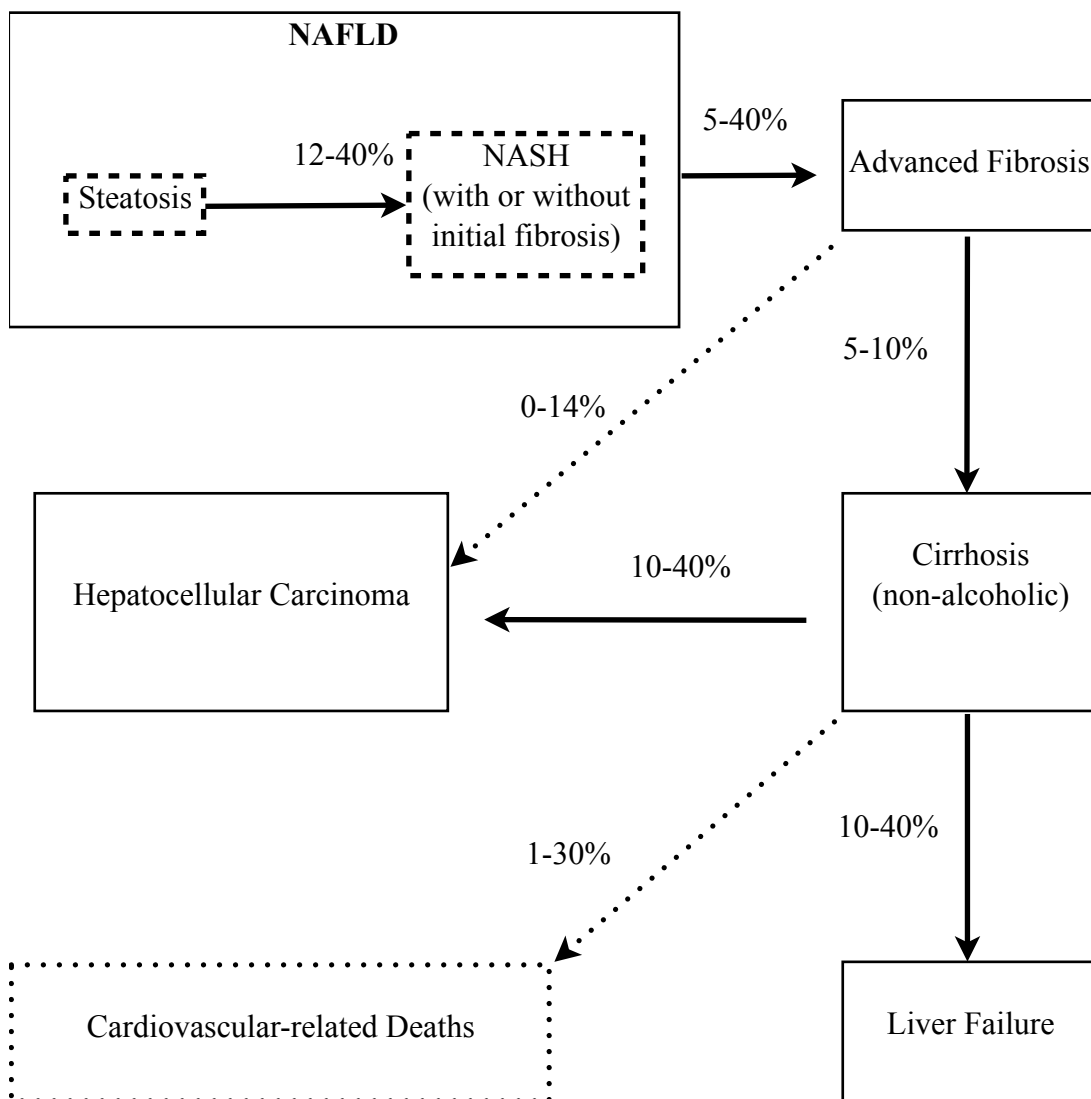 NAFLD
5-40%
12-40%
NASH
(with or without
initial fibrosis)
Steatosis
Advanced Fibrosis
5-10%
0-14%
Hepatocellular Carcinoma
10-40%
Cirrhosis
(non-alcoholic)
1-30%
10-40%
Cardiovascular-related Deaths
Liver Failure